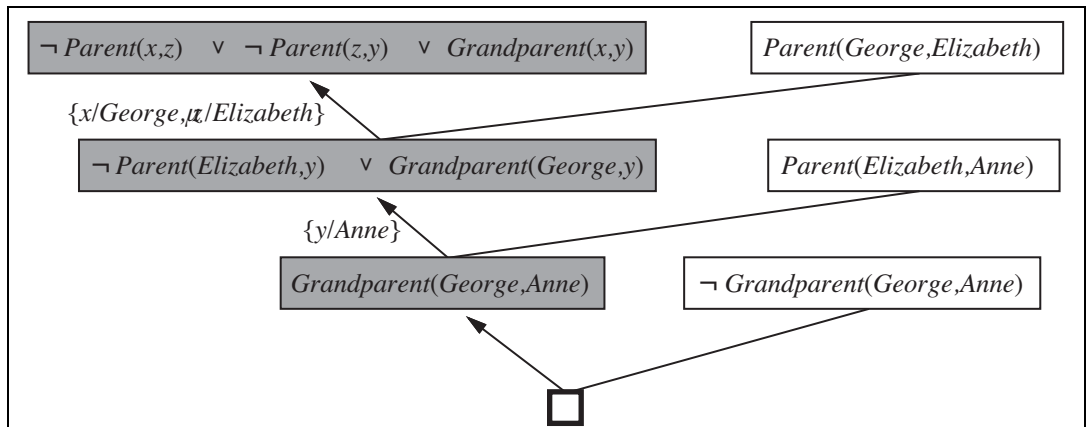 ¬ Parent(x,z) ∨ ¬ Parent(z,y) ∨ Grandparent(x,y)
Parent(George,Elizabeth)
{x/George, z/Elizabeth}
¬ Parent(Elizabeth,y) ∨ Grandparent(George,y)
Parent(Elizabeth,Anne)
{y/Anne}
Grandparent(George,Anne)
¬ Grandparent(George,Anne)